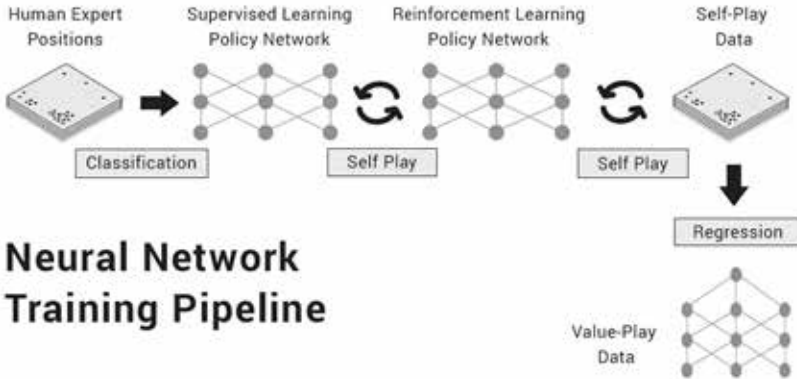 Human Expert
Positions
Supervised Learning
Policy Network
Reinforcement Learning
Policy Network
Self-Play
Data
Classification
Self Play
Self Play
Regression
Neural Network
Training Pipeline
Value-Play
Data